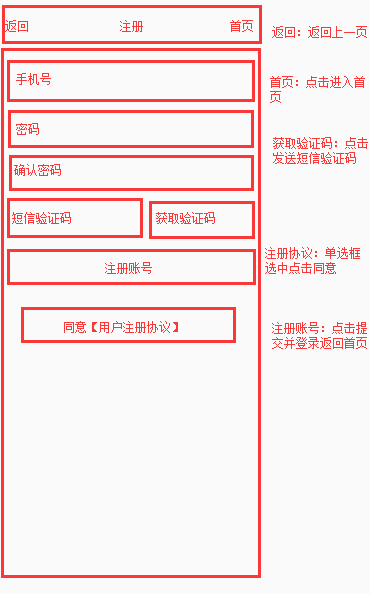 返回 注册 首页
返回：返回上一页
手机号
首页：点击进入首
页
密码
获取验证码：点击
发送短信验证码
确认密码
短信验证码 获取验证码
注册协议：单选框
选中点击同意
注册账号
同意【用户注册协议】
注册账号：点击提
交并登录返回首页